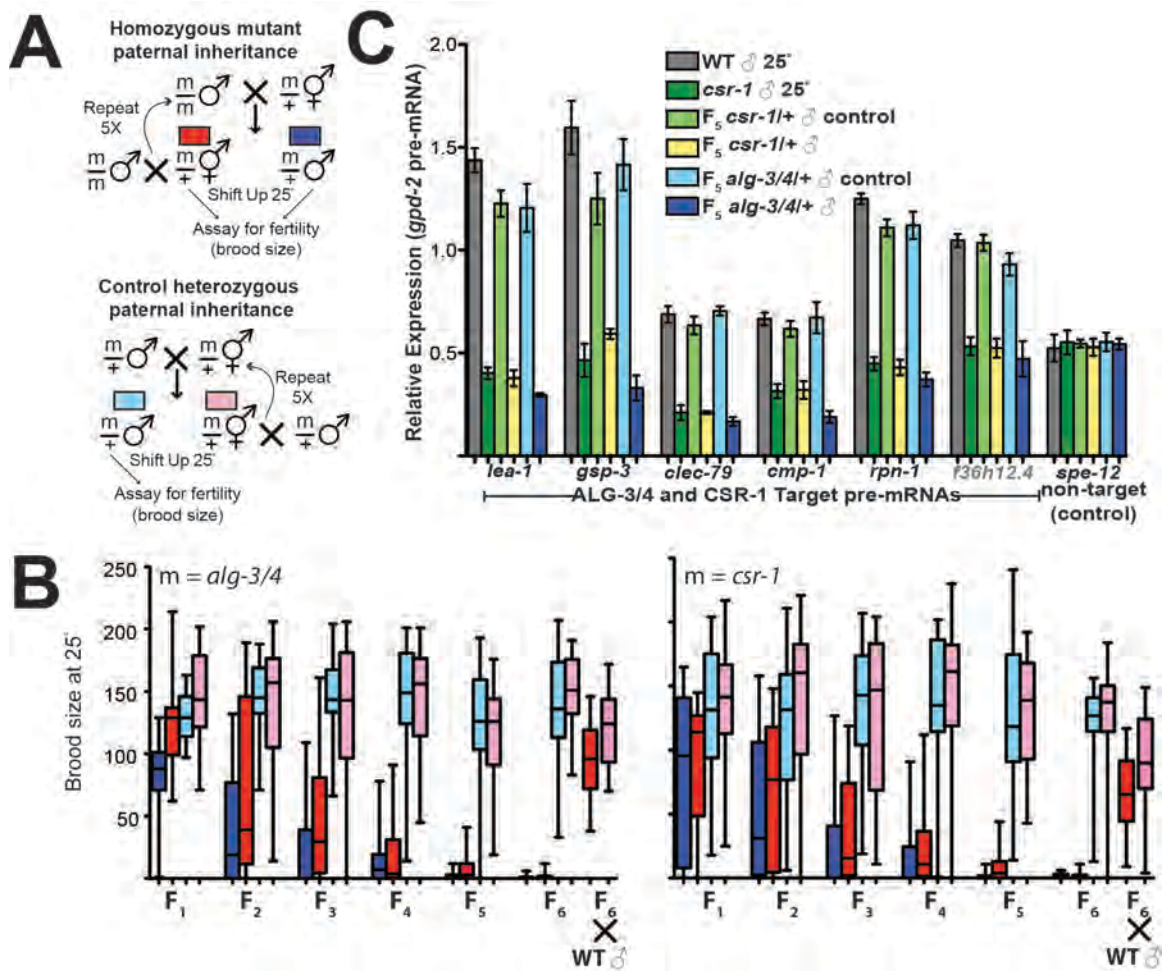 A
Homozygous mutant
paternal inheritance
m/m ♂ × m/+ ⚥
Repeat
5X
m/m ♂ × m/+ ⚥ m/+ ♂
Shift Up 25°
Assay for fertility
(brood size)
Control heterozygous
paternal inheritance
m/+ ♂ × m/+ ⚥
Repeat
5X
m/+ ♂ m/+ ⚥ × m/+ ♂
Shift Up 25°
Assay for fertility
(brood size)
C
Relative Expression (gpd-2 pre-mRNA)
2.0
1.5
1.0
0.5
WT ♂ 25°
csr-1 ♂ 25°
F5 csr-1/+ ♂ control
F5 csr-1/+ ♂
F5 alg-3/4/+ ♂ control
F5 alg-3/4/+ ♂
lea-1 gsp-3 clec-79 cmp-1 rpn-1 f36h12.4 spe-12
ALG-3/4 and CSR-1 Target pre-mRNAs
non-target
(control)
B
Brood size at 25°
250
200
150
100
50
m = alg-3/4
F1 F2 F3 F4 F5 F6 F6
×
WT ♂
m = csr-1
F1 F2 F3 F4 F5 F6 F6
×
WT ♂